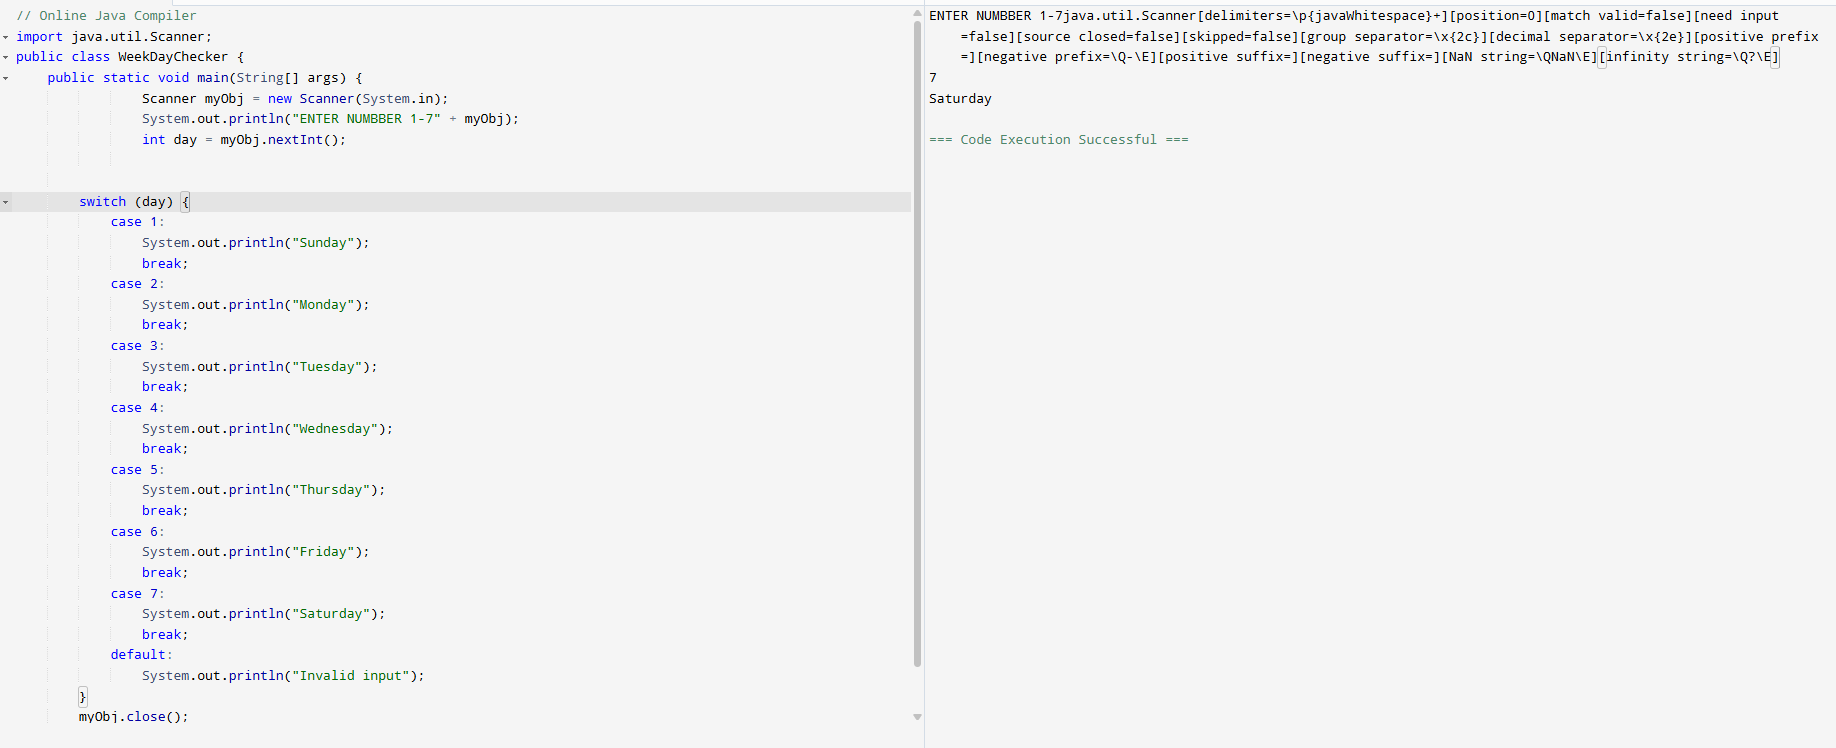 // Online Java Compiler
import java.util.Scanner;
public class WeekDayChecker {
    public static void main(String[] args) {
                Scanner myObj = new Scanner(System.in);
                System.out.println("ENTER NUMBBER 1-7" + myObj);
                int day = myObj.nextInt();
        switch (day) {
            case 1:
                System.out.println("Sunday");
                break;
            case 2:
                System.out.println("Monday");
                break;
            case 3:
                System.out.println("Tuesday");
                break;
            case 4:
                System.out.println("Wednesday");
                break;
            case 5:
                System.out.println("Thursday");
                break;
            case 6:
                System.out.println("Friday");
                break;
            case 7:
                System.out.println("Saturday");
                break;
            default:
                System.out.println("Invalid input");
        }
        myObj.close();
ENTER NUMBBER 1-7java.util.Scanner[delimiters=\p{javaWhitespace}+][position=0][match valid=false][need input
    =false][source closed=false][skipped=false][group separator=\x{2c}][decimal separator=\x{2e}][positive prefix
    =][negative prefix=\Q-\E][positive suffix=][negative suffix=][NaN string=\QNaN\E][infinity string=\Q?\E]
7
Saturday
=== Code Execution Successful ===